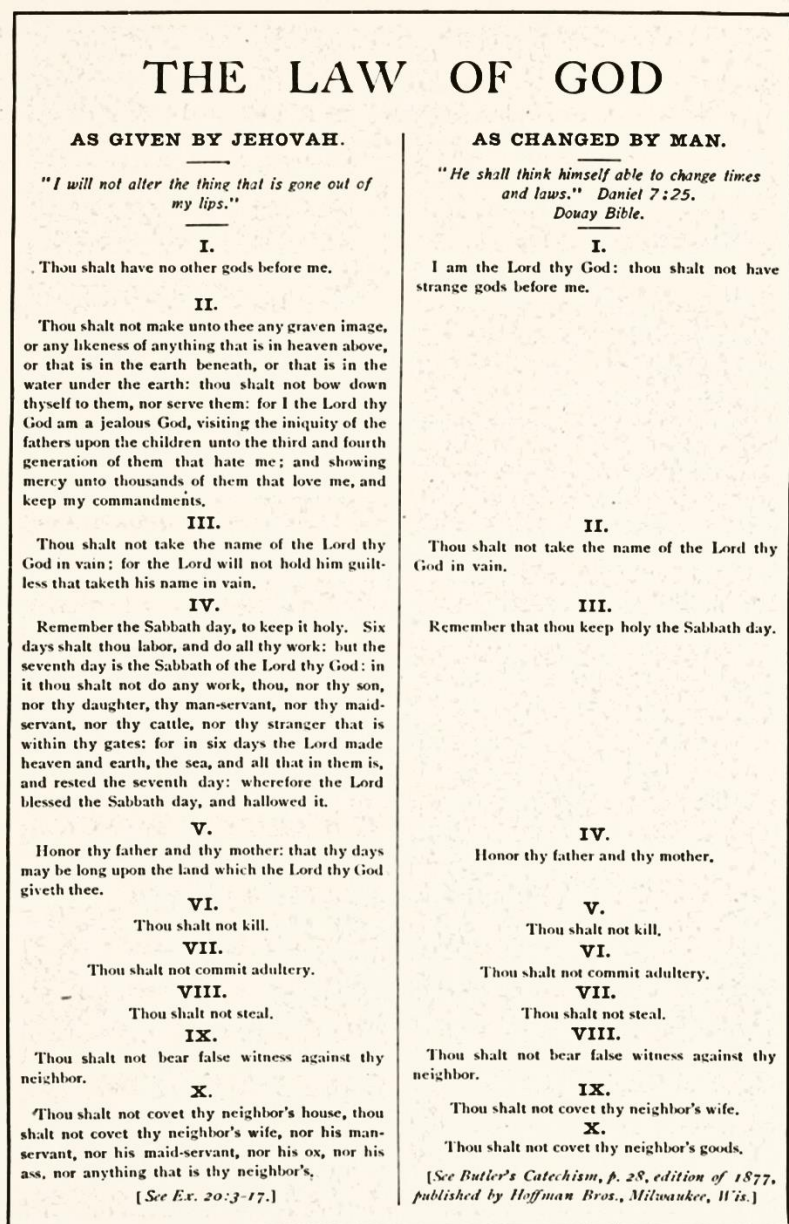 THE LAW OF GOD
AS GIVEN BY JEHOVAH.
"I will not alter the thing that is gone out of
my lips."
I.
Thou shalt have no other gods before me.
II.
Thou shalt not make unto thee any graven image,
or any likeness of anything that is in heaven above,
or that is in the earth beneath, or that is in the
water under the earth: thou shalt not bow down
thyself to them, nor serve them: for I the Lord thy
God am a jealous God, visiting the iniquity of the
fathers upon the children unto the third and fourth
generation of them that hate me; and showing
mercy unto thousands of them that love me, and
keep my commandments.
III.
Thou shalt not take the name of the Lord thy
God in vain; for the Lord will not hold him guilt-
less that taketh his name in vain.
IV.
Remember the Sabbath day, to keep it holy. Six
days shalt thou labor, and do all thy work: but the
seventh day is the Sabbath of the Lord thy God: in
it thou shalt not do any work, thou, nor thy son,
nor thy daughter, thy man-servant, nor thy maid-
servant, nor thy cattle, nor thy stranger that is
within thy gates: for in six days the Lord made
heaven and earth, the sea, and all that in them is,
and rested the seventh day: wherefore the Lord
blessed the Sabbath day, and hallowed it.
V.
Honor thy father and thy mother: that thy days
may be long upon the land which the Lord thy God
giveth thee.
VI.
Thou shalt not kill.
VII.
Thou shalt not commit adultery.
VIII.
Thou shalt not steal.
IX.
Thou shalt not bear false witness against thy
neighbor.
X.
Thou shalt not covet thy neighbor's house, thou
shalt not covet thy neighbor's wife, nor his man-
servant, nor his maid-servant, nor his ox, nor his
ass, nor anything that is thy neighbor's.
[See Ex. 20:3-17.]
AS CHANGED BY MAN.
"He shall think himself able to change times
and laws." Daniel 7:25.
Douay Bible.
I.
I am the Lord thy God: thou shalt not have
strange gods before me.
II.
Thou shalt not take the name of the Lord thy
God in vain.
III.
Remember that thou keep holy the Sabbath day.
IV.
Honor thy father and thy mother.
V.
Thou shalt not kill.
VI.
Thou shalt not commit adultery.
VII.
Thou shalt not steal.
VIII.
Thou shalt not bear false witness against thy
neighbor.
IX.
Thou shalt not covet thy neighbor's wife.
X.
Thou shalt not covet thy neighbor's goods.
[See Butler's Catechism, p. 28, edition of 1877,
published by Hoffman Bros., Milwaukee, Wis.]